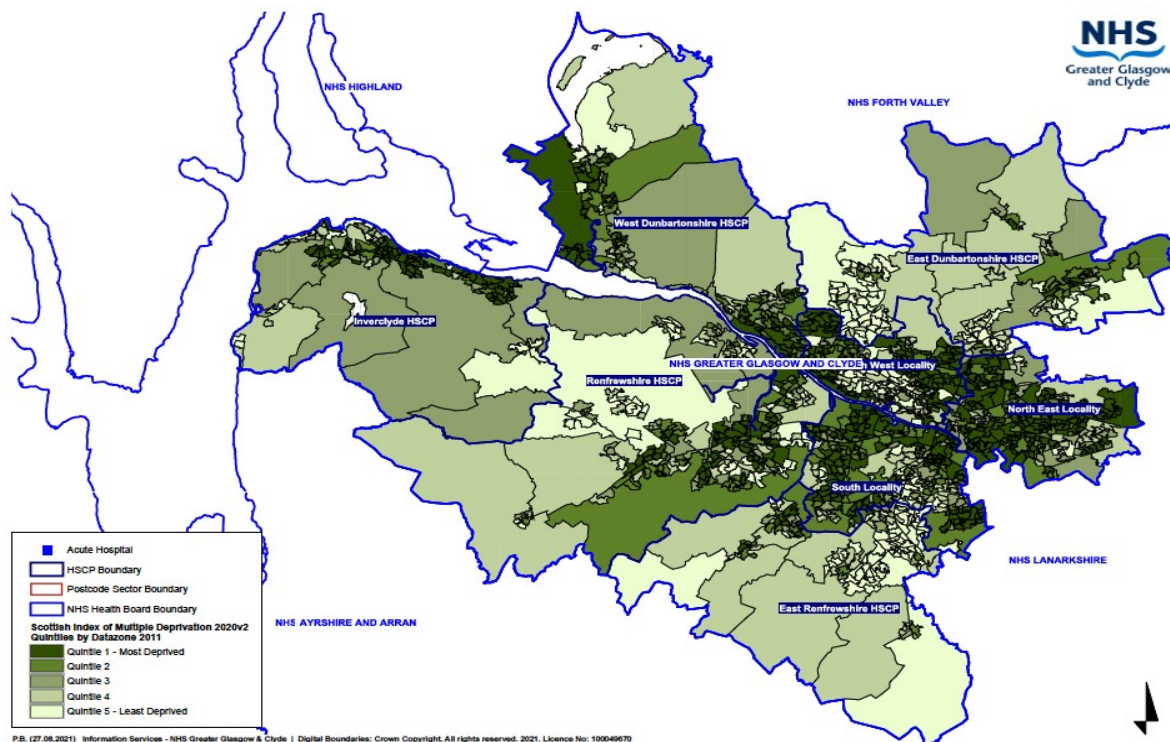 NHS
Greater Glasgow
and Clyde
NHS HIGHLAND
NHS FORTH VALLEY
West Dunbartonshire HSCP
East Dunbartonshire HSCP
Inverclyde HSCP
NHS GREATER GLASGOW AND CLYDE
West Locality
Renfrewshire HSCP
North East Locality
South Locality
NHS LANARKSHIRE
East Renfrewshire HSCP
NHS AYRSHIRE AND ARRAN
Acute Hospital
HSCP Boundary
Postcode Sector Boundary
NHS Health Board Boundary
Scottish Index of Multiple Deprivation 2020v2
Quintiles by Datazone 2011
Quintile 1 - Most Deprived
Quintile 2
Quintile 3
Quintile 4
Quintile 5 - Least Deprived
P.B. (27.08.2021) Information Services - NHS Greater Glasgow & Clyde | Digital Boundaries: Crown Copyright. All rights reserved. 2021. Licence No: 100049670